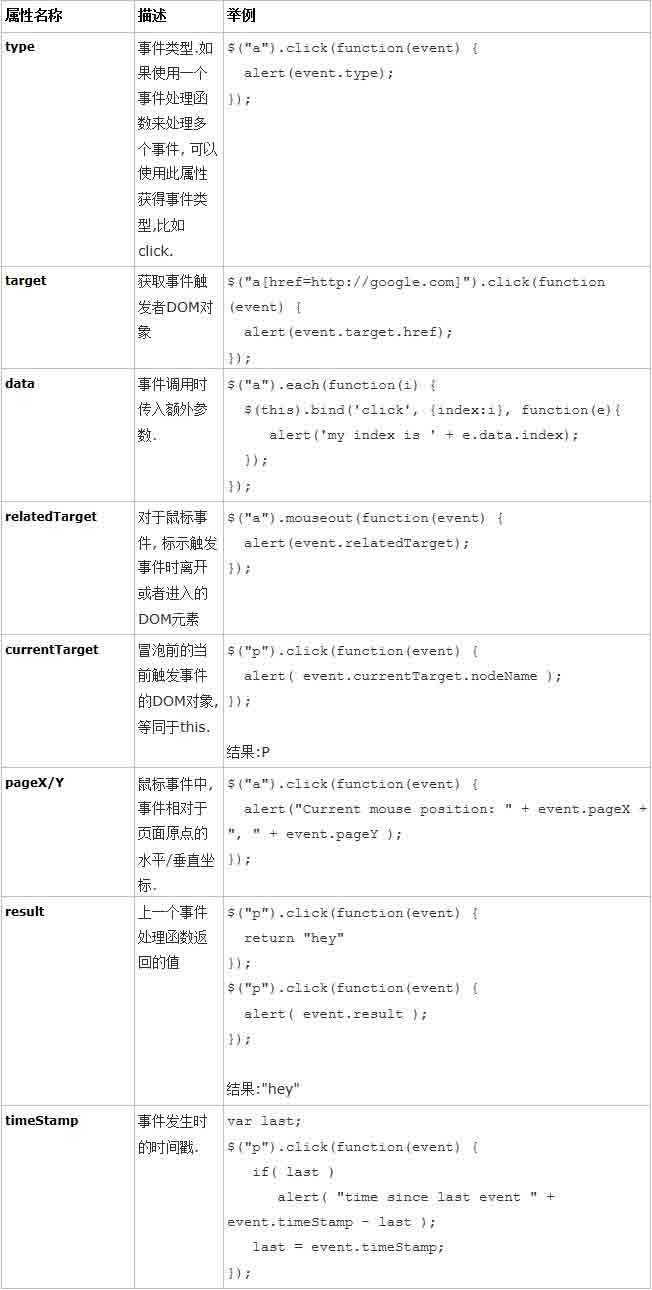 属性名称 描述 举例
type
事件类型.如
果使用一个
事件处理函
数来处理多
个事件, 可以
使用此属性
获得事件类
型,比如
click.
$("a").click(function(event) {
alert(event.type);
});
target
获取事件触
发者DOM对
象
$("a[href=http://google.com]").click(function
(event) {
alert(event.target.href);
});
data
事件调用时
传入额外参
数.
$("a").each(function(i) {
$(this).bind('click', {index:i}, function(e){
alert('my index is ' + e.data.index);
});
});
relatedTarget
对于鼠标事
件, 标示触发
事件时离开
或者进入的
DOM元素
$("a").mouseout(function(event) {
alert(event.relatedTarget);
});
currentTarget
冒泡前的当
前触发事件
的DOM对象,
等同于this.
$("p").click(function(event) {
alert( event.currentTarget.nodeName );
});
结果:P
pageX/Y
鼠标事件中,
事件相对于
页面原点的
水平/垂直坐
标.
$("a").click(function(event) {
alert("Current mouse position: " + event.pageX +
", " + event.pageY );
});
result
上一个事件
处理函数返
回的值
$("p").click(function(event) {
return "hey"
});
$("p").click(function(event) {
alert( event.result );
});
结果:"hey"
timeStamp
事件发生时
的时间戳.
var last;
$("p").click(function(event) {
if( last )
alert( "time since last event " +
event.timeStamp - last );
last = event.timeStamp;
});